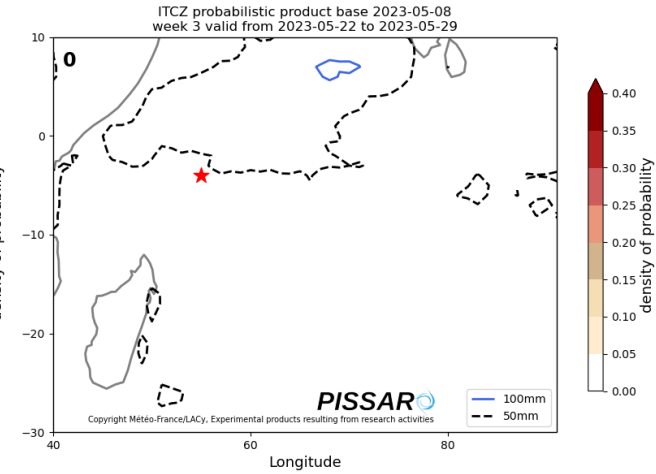 ITCZ probabilistic product base 2023-05-08
week 3 valid from 2023-05-22 to 2023-05-29
10
0
−10
−20
−30
0
40
60
80
Longitude
PISSARO
Copyright Météo-France/LACy, Experimental products resulting from research activities
100mm
50mm
0.40
0.35
0.30
0.25
0.20
0.15
0.10
0.05
0.00
density of probability